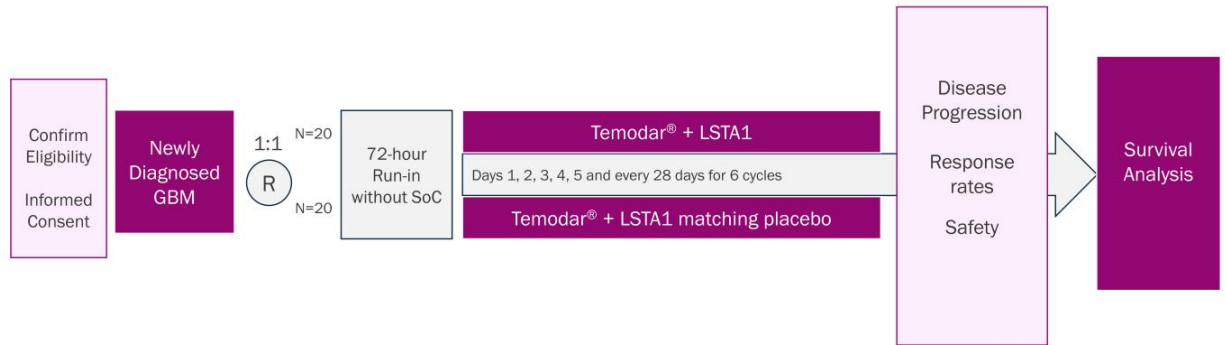 Confirm
Eligibility
Informed
Consent
Newly
Diagnosed
GBM
1:1
R
N=20
N=20
72-hour
Run-in
without SoC
Temodar® + LSTA1
Days 1, 2, 3, 4, 5 and every 28 days for 6 cycles
Temodar® + LSTA1 matching placebo
Disease
Progression
Response
rates
Safety
Survival
Analysis